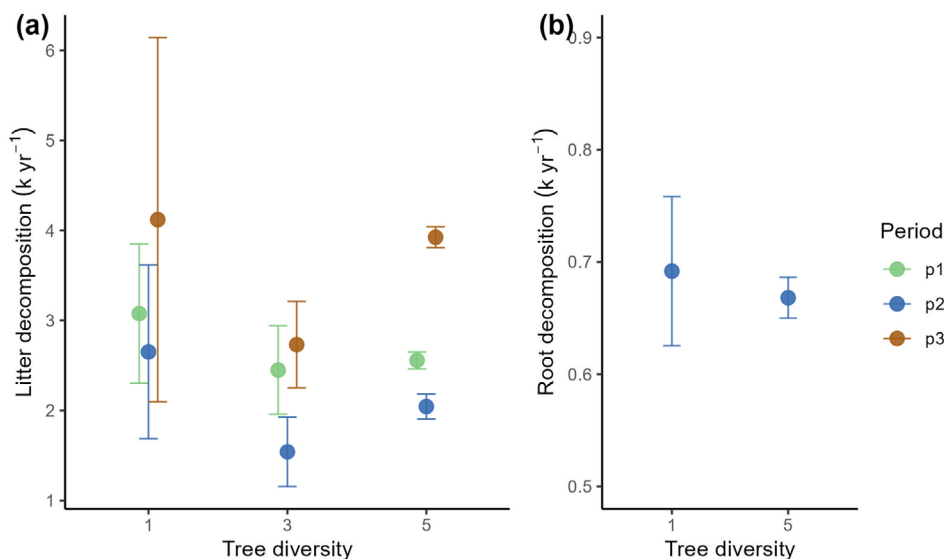 (a)
Litter decomposition (k yr⁻¹)
6
5
4
3
2
1
1
3
5
Tree diversity
(b)
Root decomposition (k yr⁻¹)
0.9
0.8
0.7
0.6
0.5
1
5
Tree diversity
Period
p1
p2
p3